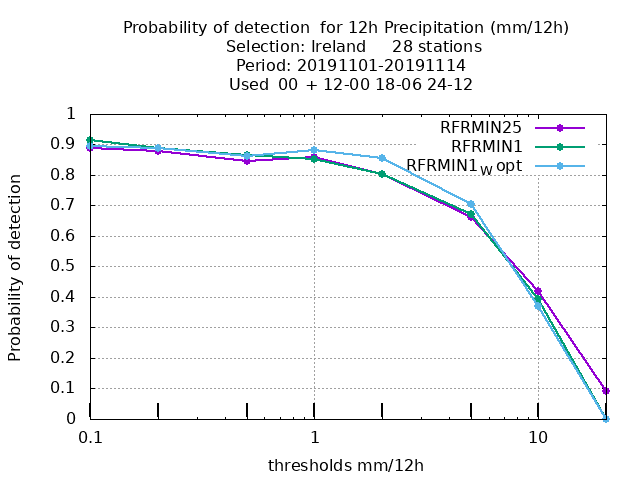 Probability of detection  for 12h Precipitation (mm/12h)
Selection: Ireland     28 stations
Period: 20191101-20191114
Used  00  + 12-00 18-06 24-12
1
0.9
0.8
0.7
0.6
0.5
0.4
0.3
0.2
0.1
0
Probability of detection
RFRMIN25
RFRMIN1
RFRMIN1w opt
0.1
1
10
thresholds mm/12h